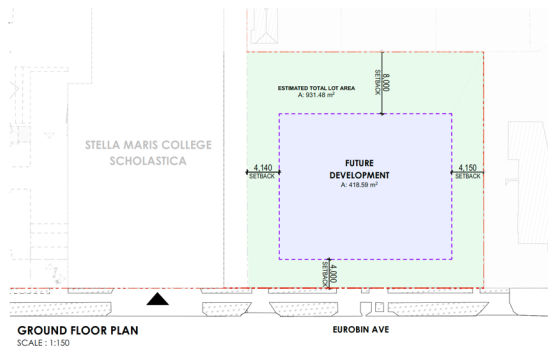 8,000
SETBACK
ESTIMATED TOTAL LOT AREA
A: 931.48 m²
STELLA MARIS COLLEGE
SCHOLASTICA
4,140
SETBACK
FUTURE
DEVELOPMENT
A: 418.59 m²
4,150
SETBACK
4,000
SETBACK
GROUND FLOOR PLAN
SCALE : 1:150
EUROBIN AVE